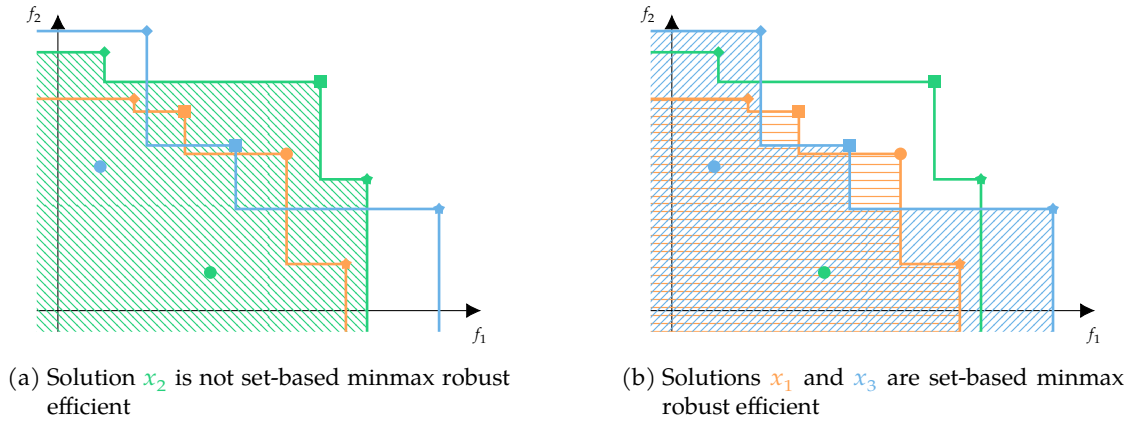 f₂
f₁
(a) Solution x₂ is not set-based minmax robust
efficient
f₂
f₁
(b) Solutions x₁ and x₃ are set-based minmax
robust efficient